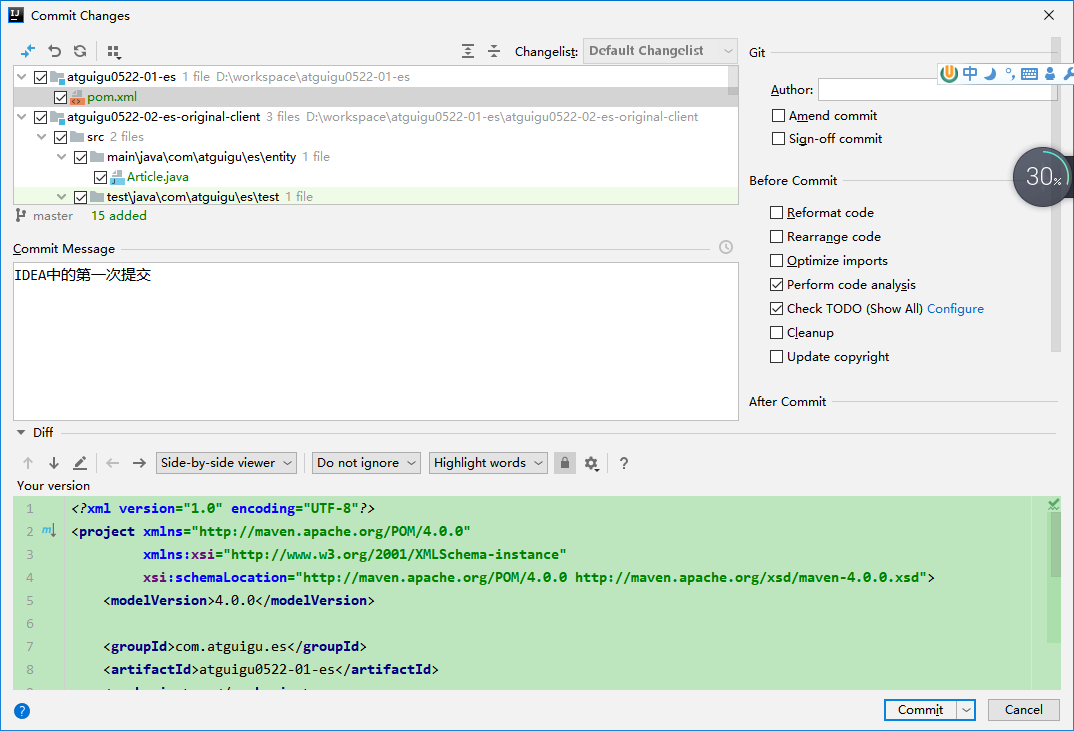 Commit Changes
Changelist: Default Changelist
atguigu0522-01-es 1 file D:\workspace\atguigu0522-01-es
pom.xml
atguigu0522-02-es-original-client 3 files D:\workspace\atguigu0522-01-es\atguigu0522-02-es-original-client
src 2 files
main\java\com\atguigu\es\entity 1 file
Article.java
test\java\com\atguigu\es\test 1 file
master 15 added
Commit Message
IDEA中的第一次提交
Git
中
Author:
Amend commit
Sign-off commit
30%
Before Commit
Reformat code
Rearrange code
Optimize imports
Perform code analysis
Check TODO (Show All) Configure
Cleanup
Update copyright
After Commit
Diff
Side-by-side viewer Do not ignore Highlight words ?
Your version
1 <?xml version="1.0" encoding="UTF-8"?>
2 <project xmlns="http://maven.apache.org/POM/4.0.0"
3 xmlns:xsi="http://www.w3.org/2001/XMLSchema-instance"
4 xsi:schemaLocation="http://maven.apache.org/POM/4.0.0 http://maven.apache.org/xsd/maven-4.0.0.xsd">
5 <modelVersion>4.0.0</modelVersion>
6
7 <groupId>com.atguigu.es</groupId>
8 <artifactId>atguigu0522-01-es</artifactId>
? Commit Cancel